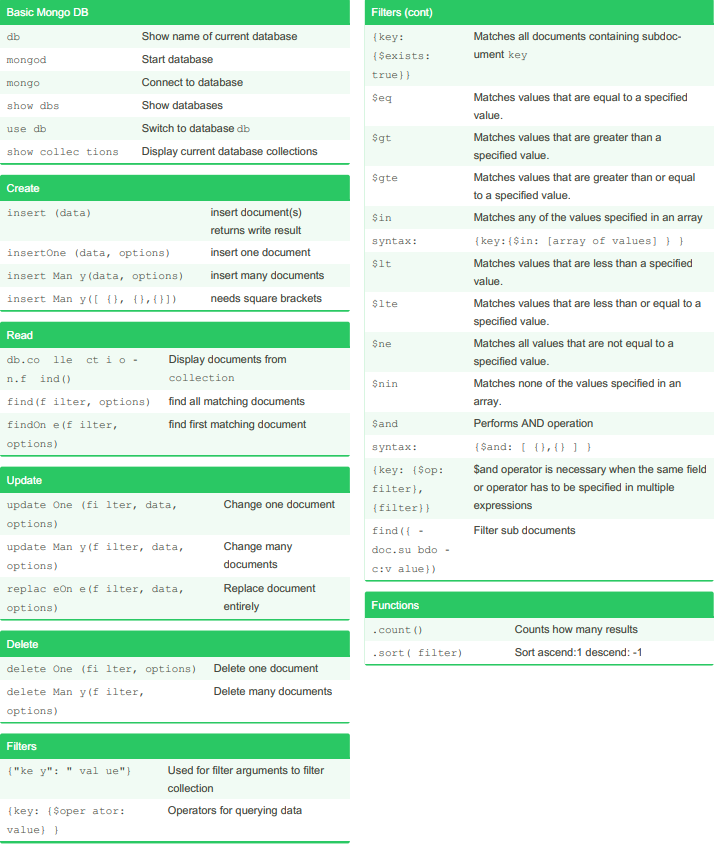 Basic Mongo DB
db Show name of current database
mongod Start database
mongo Connect to database
show dbs Show databases
use db Switch to database db
show collec tions Display current database collections
Create
insert (data) insert document(s)
returns write result
insertOne (data, options) insert one document
insert Man y(data, options) insert many documents
insert Man y([ {}, {},{}]) needs square brackets
Read
db.co lle ct i o - Display documents from
n.f ind() collection
find(f ilter, options) find all matching documents
findOn e(f ilter, find first matching document
options)
Update
update One (fi lter, data, Change one document
options)
update Man y(f ilter, data, Change many
options) documents
replac eOn e(f ilter, data, Replace document
options) entirely
Delete
delete One (fi lter, options) Delete one document
delete Man y(f ilter, Delete many documents
options)
Filters
{"ke y": " val ue"} Used for filter arguments to filter
collection
{key: {$oper ator: Operators for querying data
value} }
Filters (cont)
{key: Matches all documents containing subdoc-
{$exists: ument key
true}}
$eq Matches values that are equal to a specified
value.
$gt Matches values that are greater than a
specified value.
$gte Matches values that are greater than or equal
to a specified value.
$in Matches any of the values specified in an array
syntax: {key:{$in: [array of values] } }
$lt Matches values that are less than a specified
value.
$lte Matches values that are less than or equal to a
specified value.
$ne Matches all values that are not equal to a
specified value.
$nin Matches none of the values specified in an
array.
$and Performs AND operation
syntax: {$and: [ {},{} ] }
{key: {$op: $and operator is necessary when the same field
filter}, or operator has to be specified in multiple
{filter}} expressions
find({ - Filter sub documents
doc.su bdo -
c:v alue})
Functions
.count() Counts how many results
.sort( filter) Sort ascend:1 descend: -1